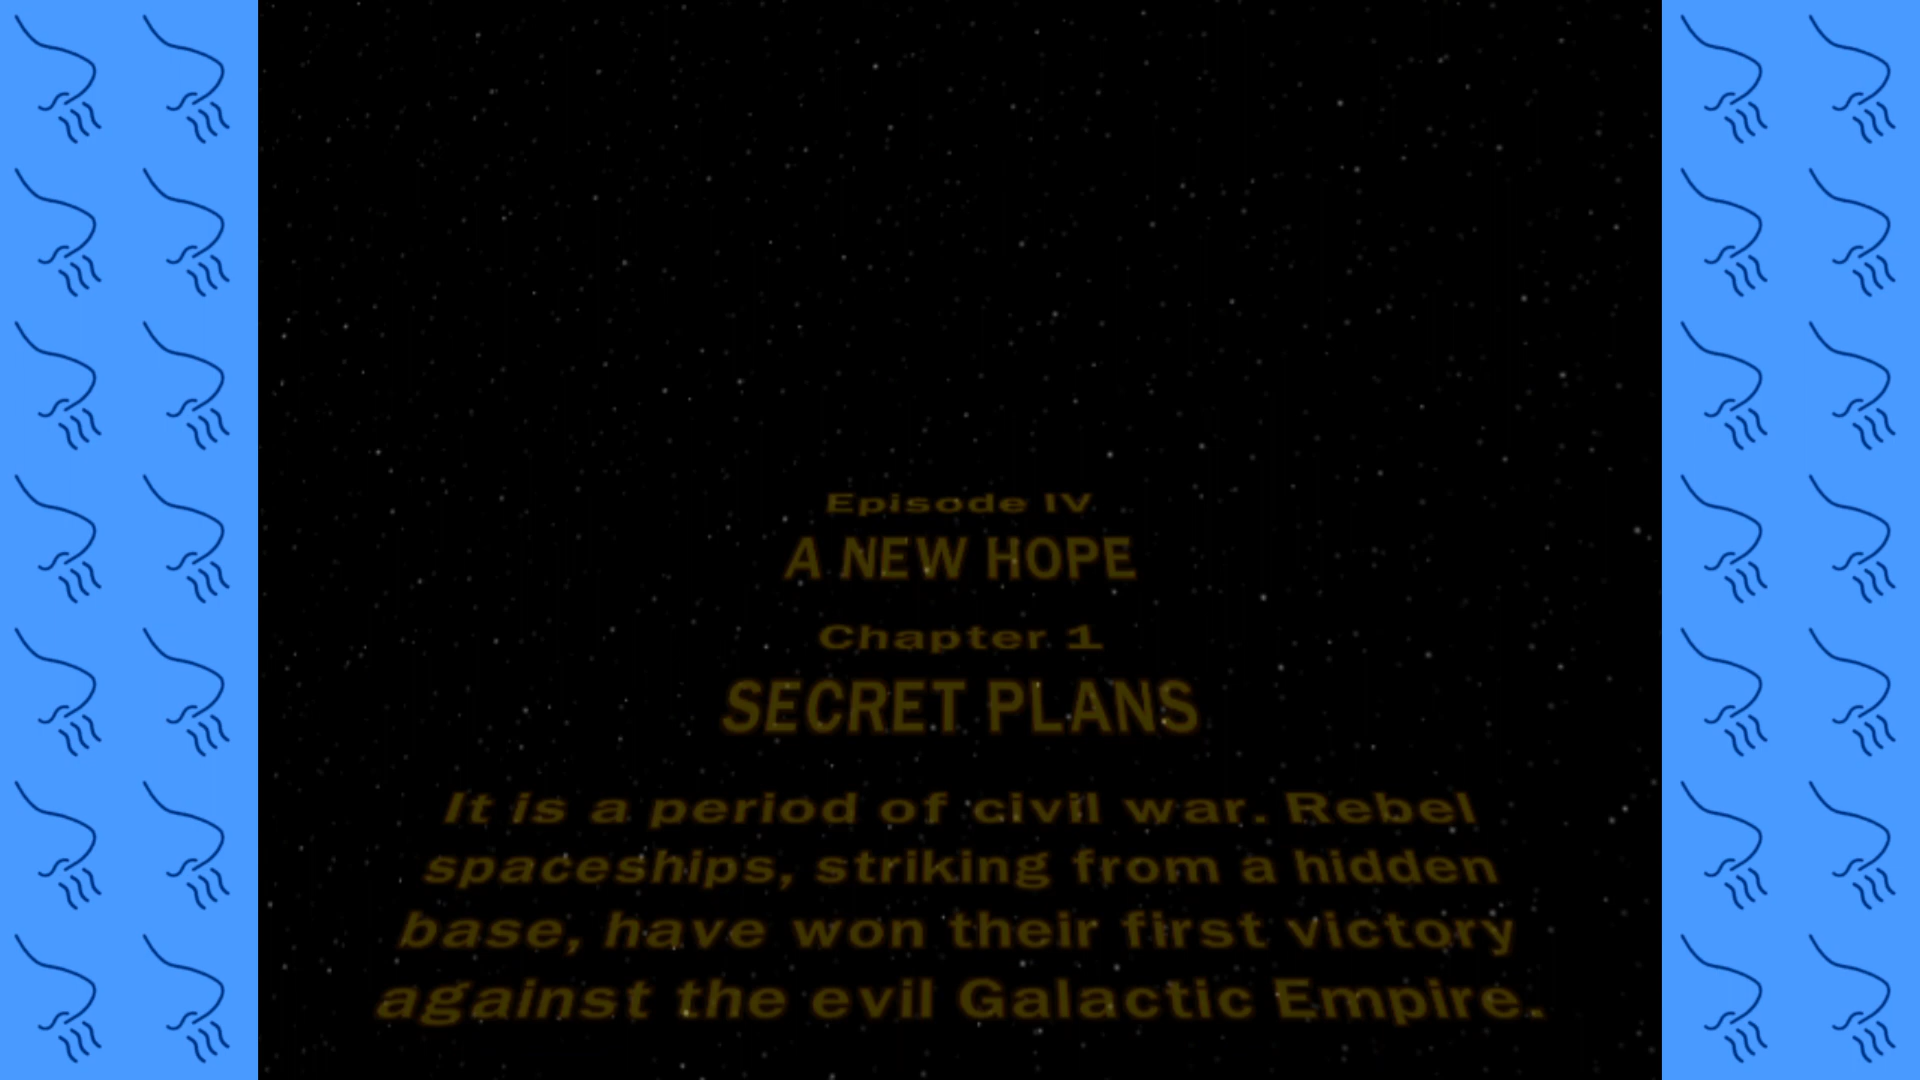 Episode IV
A NEW HOPE
Chapter 1
SECRET PLANS
It is a period of civil war. Rebel
spaceships, striking from a hidden
base, have won their first victory
against the evil Galactic Empire.